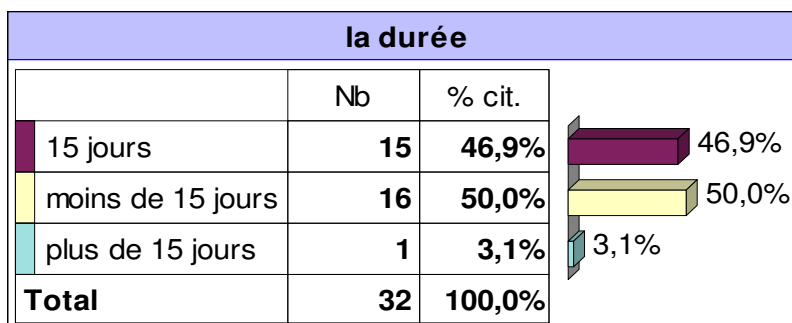 la durée
Nb % cit.
15 jours 15 46,9% 46,9%
moins de 15 jours 16 50,0% 50,0%
plus de 15 jours 1 3,1% 3,1%
Total 32 100,0%